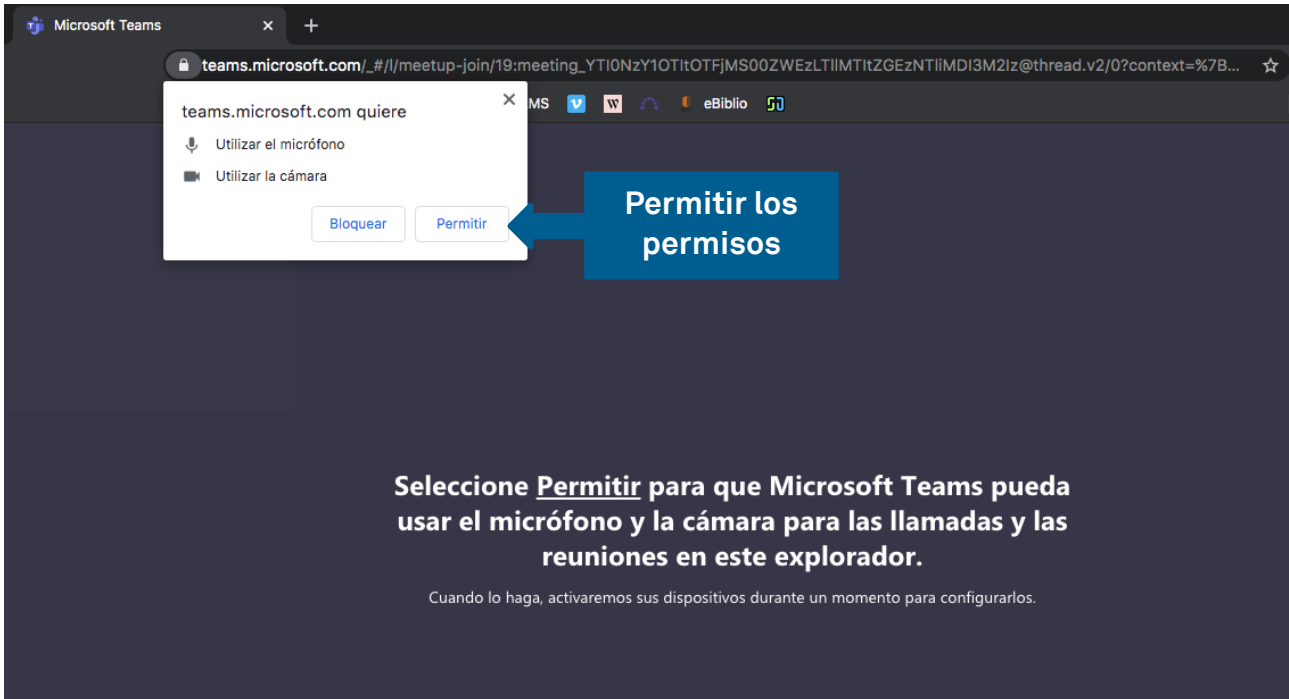 Microsoft Teams
teams.microsoft.com/_#/l/meetup-join/19:meeting_YTI0NzY1OTItOTFjMS00ZWEzLTllMTItZGEzNTliMDI3M2Iz@thread.v2/0?context=%7B...
MS
eBiblio
teams.microsoft.com quiere
Utilizar el micrófono
Utilizar la cámara
Bloquear
Permitir
Permitir los
permisos
Seleccione Permitir para que Microsoft Teams pueda
usar el micrófono y la cámara para las llamadas y las
reuniones en este explorador.
Cuando lo haga, activaremos sus dispositivos durante un momento para configurarlos.